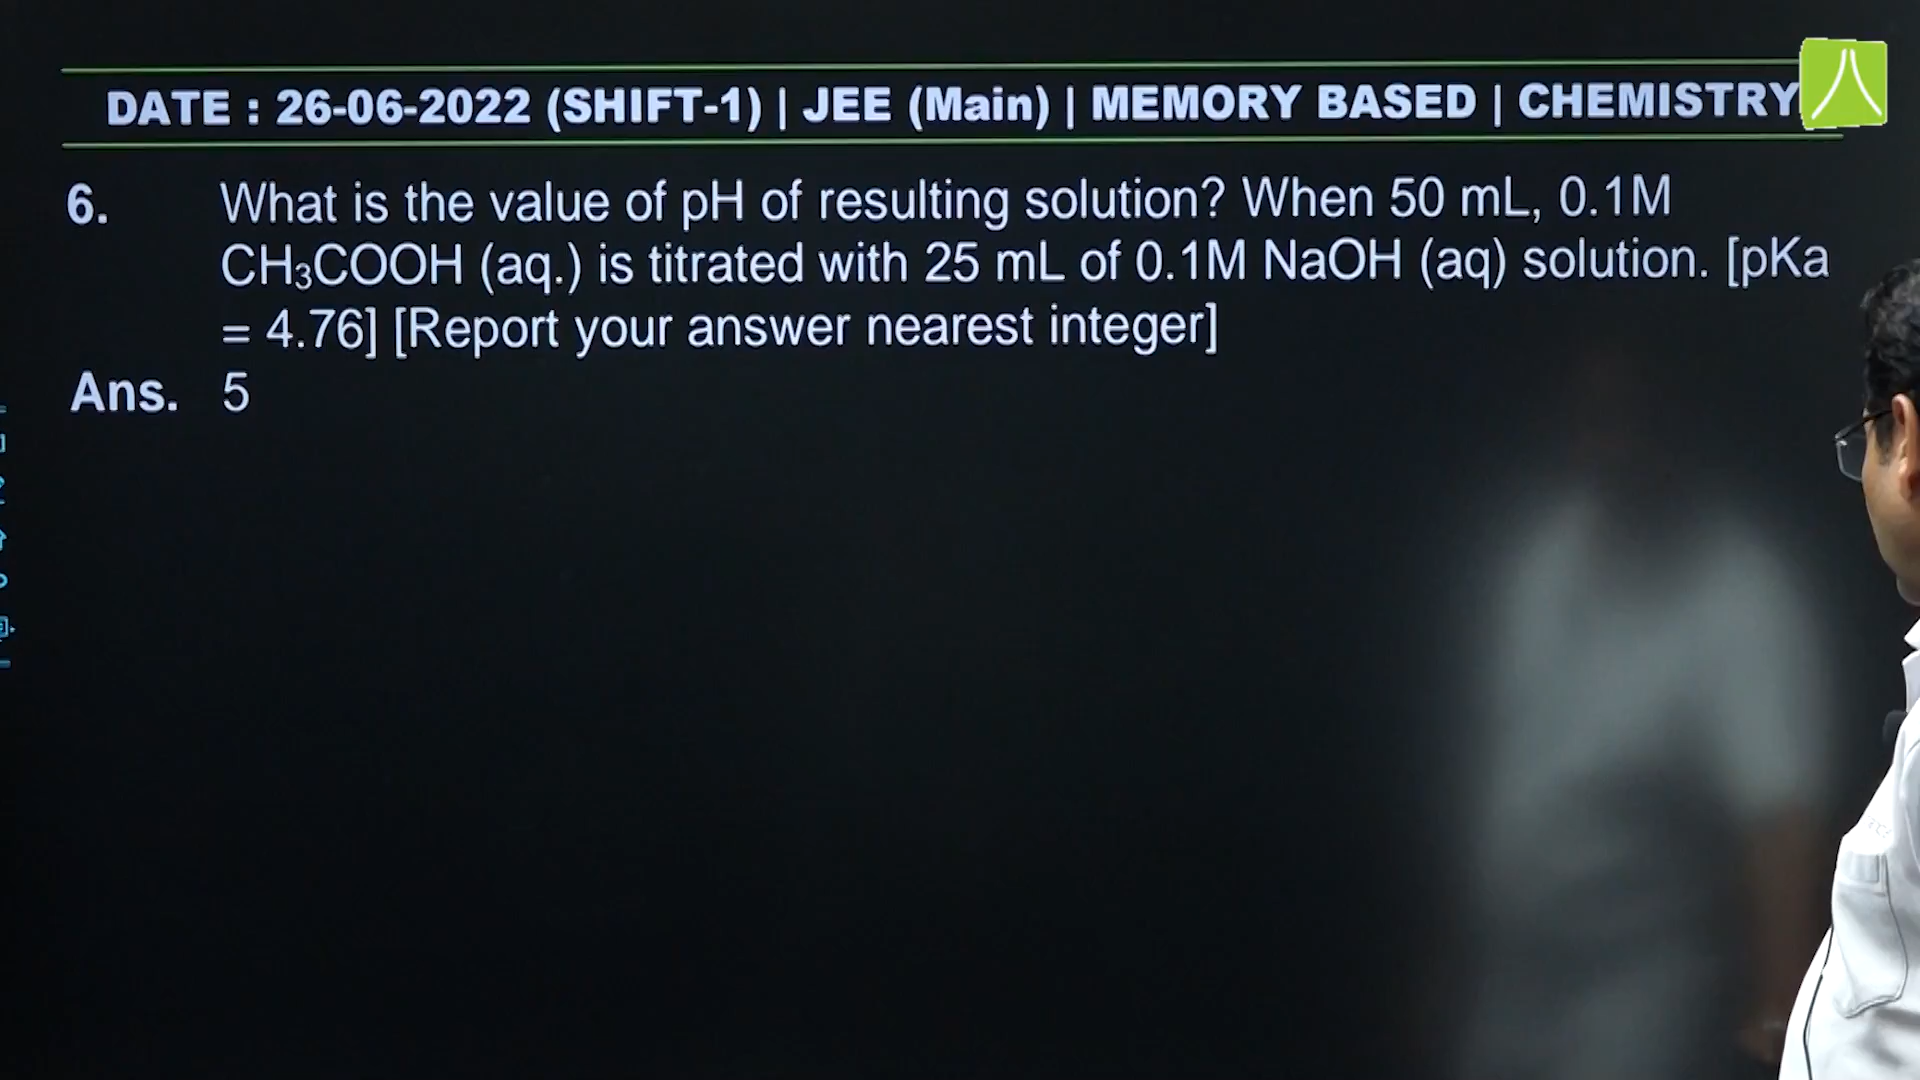 DATE : 26-06-2022 (SHIFT-1) | JEE (Main) | MEMORY BASED | CHEMISTRY
6. What is the value of pH of resulting solution? When 50 mL, 0.1M
CH₃COOH (aq.) is titrated with 25 mL of 0.1M NaOH (aq) solution. [pKa
= 4.76] [Report your answer nearest integer]
Ans. 5